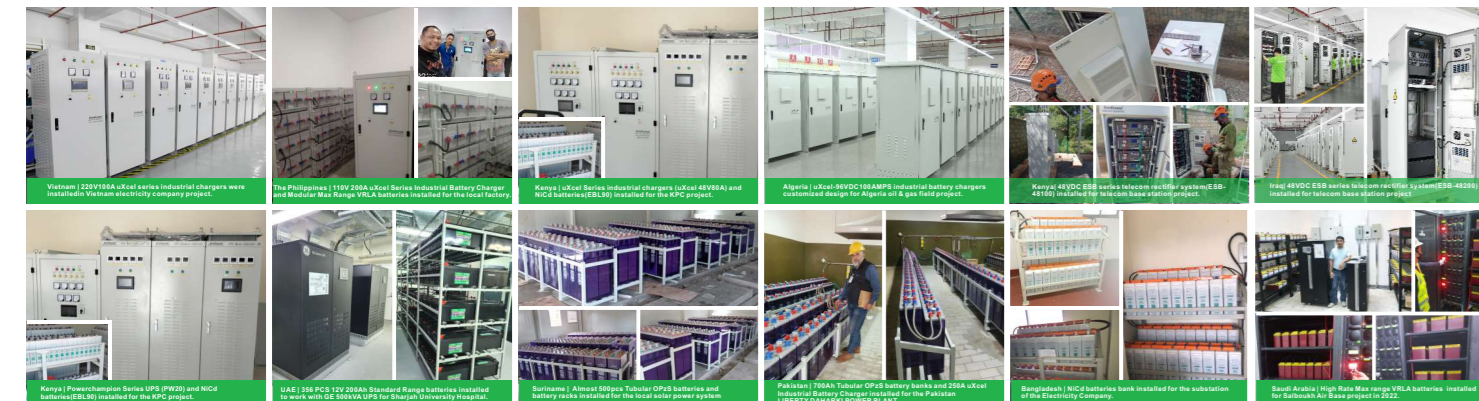 Vietnam | 220V100A uXcel series industrial chargers were
installedin Vietnam electricity company project.
The Philippines | 110V 200A uXcel Series Industrial Battery Charger
and Modular Max Range VRLA batteries installed for the local factory.
Kenya | uXcel Series industrial chargers (uXcel 48V80A) and
NiCd batteries(EBL90) installed for the KPC project.
Algeria | uXcel-96VDC100AMPS industrial battery chargers
customized design for Algeria oil & gas field project.
Kenya| 48VDC ESB series telecom rectifier system(ESB-
48100) installed for telecom base station project.
Iraq| 48VDC ESB series telecom rectifier system(ESB-48200)
installed for telecom base station project
Kenya | Powerchampion Series UPS (PW20) and NiCd
batteries(EBL90) installed for the KPC project.
UAE | 356 PCS 12V 200Ah Standard Range batteries installed
to work with GE 500kVA UPS for Sharjah University Hospital.
Suriname | Almost 500pcs Tubular OPzS batteries and
battery racks installed for the local solar power system
Pakistan | 700Ah Tubular OPzS battery banks and 250A uXcel
Industrial Battery Charger installed for the Pakistan
LIBERTY DAHARKI POWER PLANT
Bangladesh | NiCd batteries bank installed for the substation
of the Electricity Company.
Saudi Arabia | High Rate Max range VRLA batteries installed
for Salboukh Air Base project in 2022.